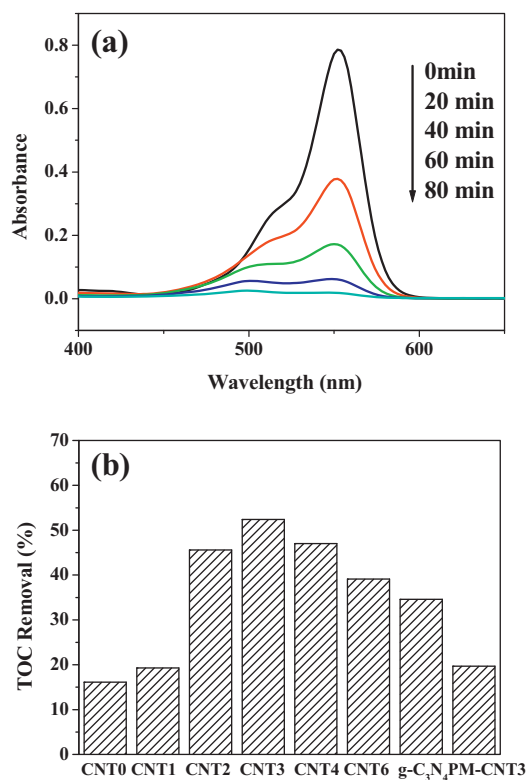 (a)
0min
20 min
40 min
60 min
80 min
Absorbance
0.8
0.6
0.4
0.2
0.0
400
500
600
Wavelength (nm)
(b)
TOC Removal (%)
70
60
50
40
30
20
10
0
CNT0 CNT1 CNT2 CNT3 CNT4 CNT6 g-C₃N₄ PM-CNT3